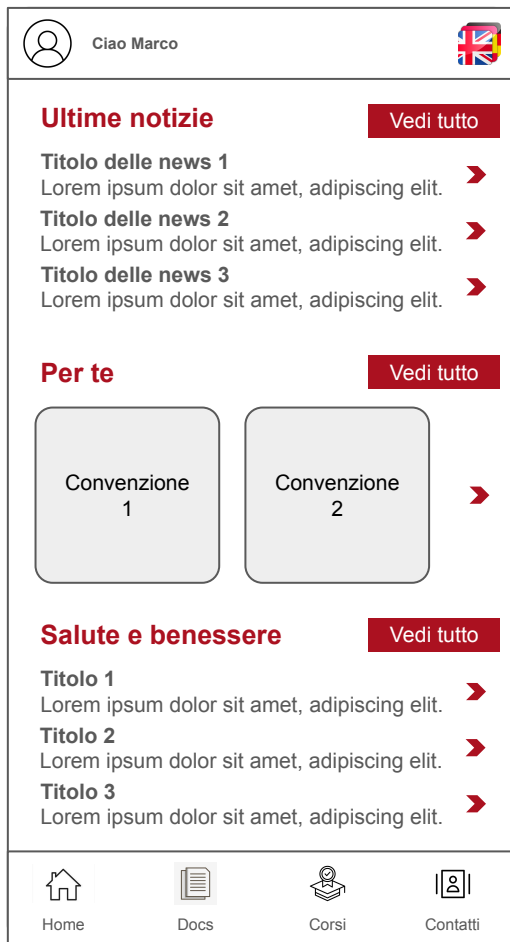 Ciao Marco
Ultime notizie
Vedi tutto
Titolo delle news 1
Lorem ipsum dolor sit amet, adipiscing elit.
Titolo delle news 2
Lorem ipsum dolor sit amet, adipiscing elit.
Titolo delle news 3
Lorem ipsum dolor sit amet, adipiscing elit.
Per te
Vedi tutto
Convenzione
1
Convenzione
2
Salute e benessere
Vedi tutto
Titolo 1
Lorem ipsum dolor sit amet, adipiscing elit.
Titolo 2
Lorem ipsum dolor sit amet, adipiscing elit.
Titolo 3
Lorem ipsum dolor sit amet, adipiscing elit.
Home
Docs
Corsi
Contatti